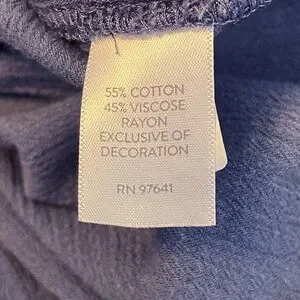 55% COTTON
45% VISCOSE
RAYON
EXCLUSIVE OF
DECORATION
RN 97641